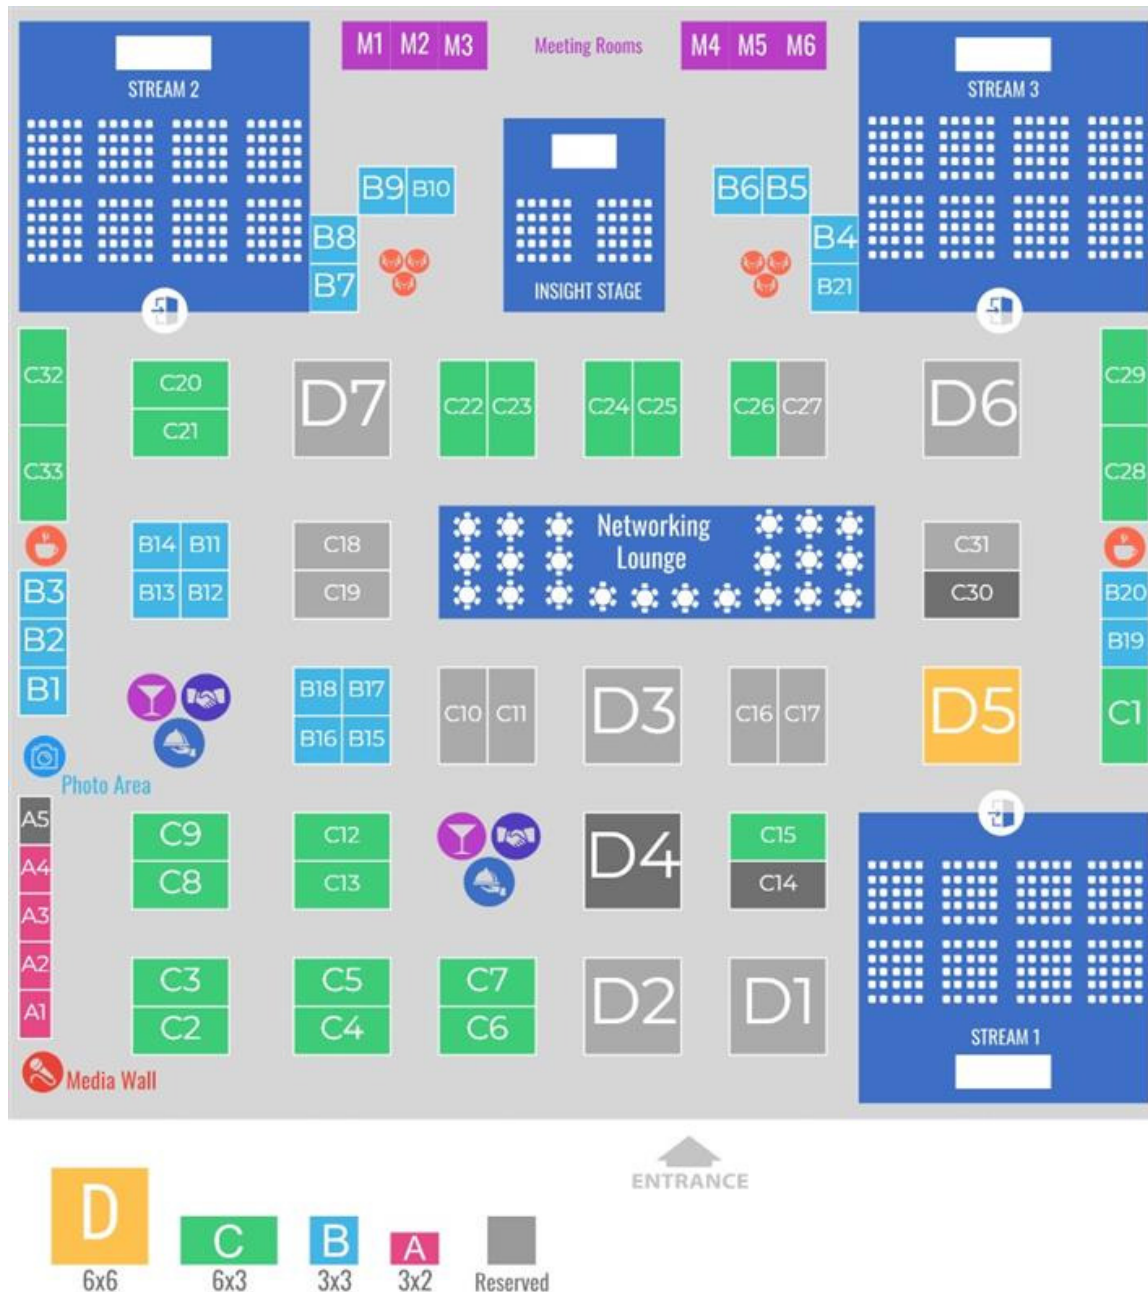 M1 M2 M3
Meeting Rooms
M4 M5 M6
STREAM 2
STREAM 3
B9 B10
B6 B5
B8
B4
B7
INSIGHT STAGE
B21
C32
C20
D7
C22 C23
C24 C25
C26 C27
D6
C29
C21
C33
C28
B14 B11
C18
Networking
Lounge
C31
B13 B12
C19
C30
B3
B20
B2
B19
B1
B18 B17
C10 C11
D3
C16 C17
D5
C1
B16 B15
Photo Area
A5
C9
C12
D4
C15
A4
C8
C13
C14
A3
A2
C3
C5
C7
D2
D1
A1
C2
C4
C6
STREAM 1
Media Wall
ENTRANCE
D
C
B
A
6x6
6x3
3x3
3x2
Reserved